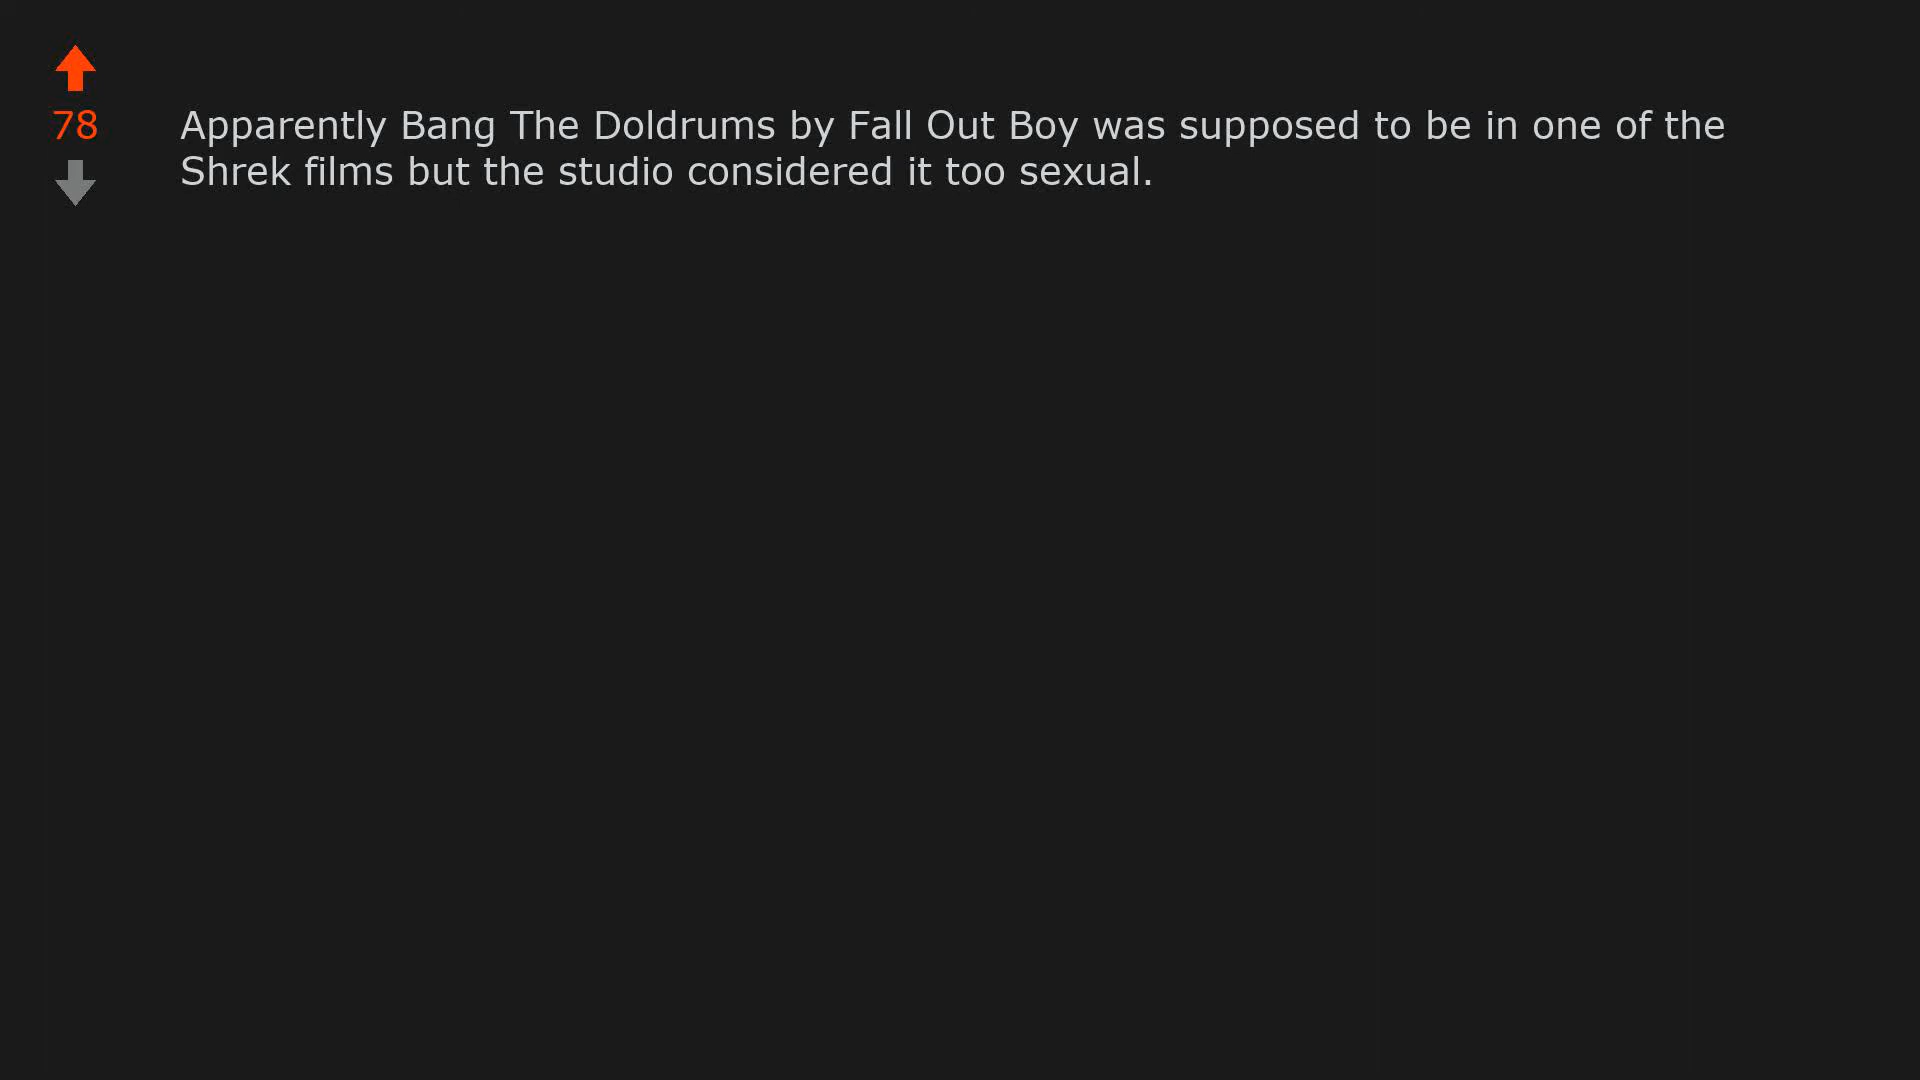 78
Apparently Bang The Doldrums by Fall Out Boy was supposed to be in one of the
Shrek films but the studio considered it too sexual.